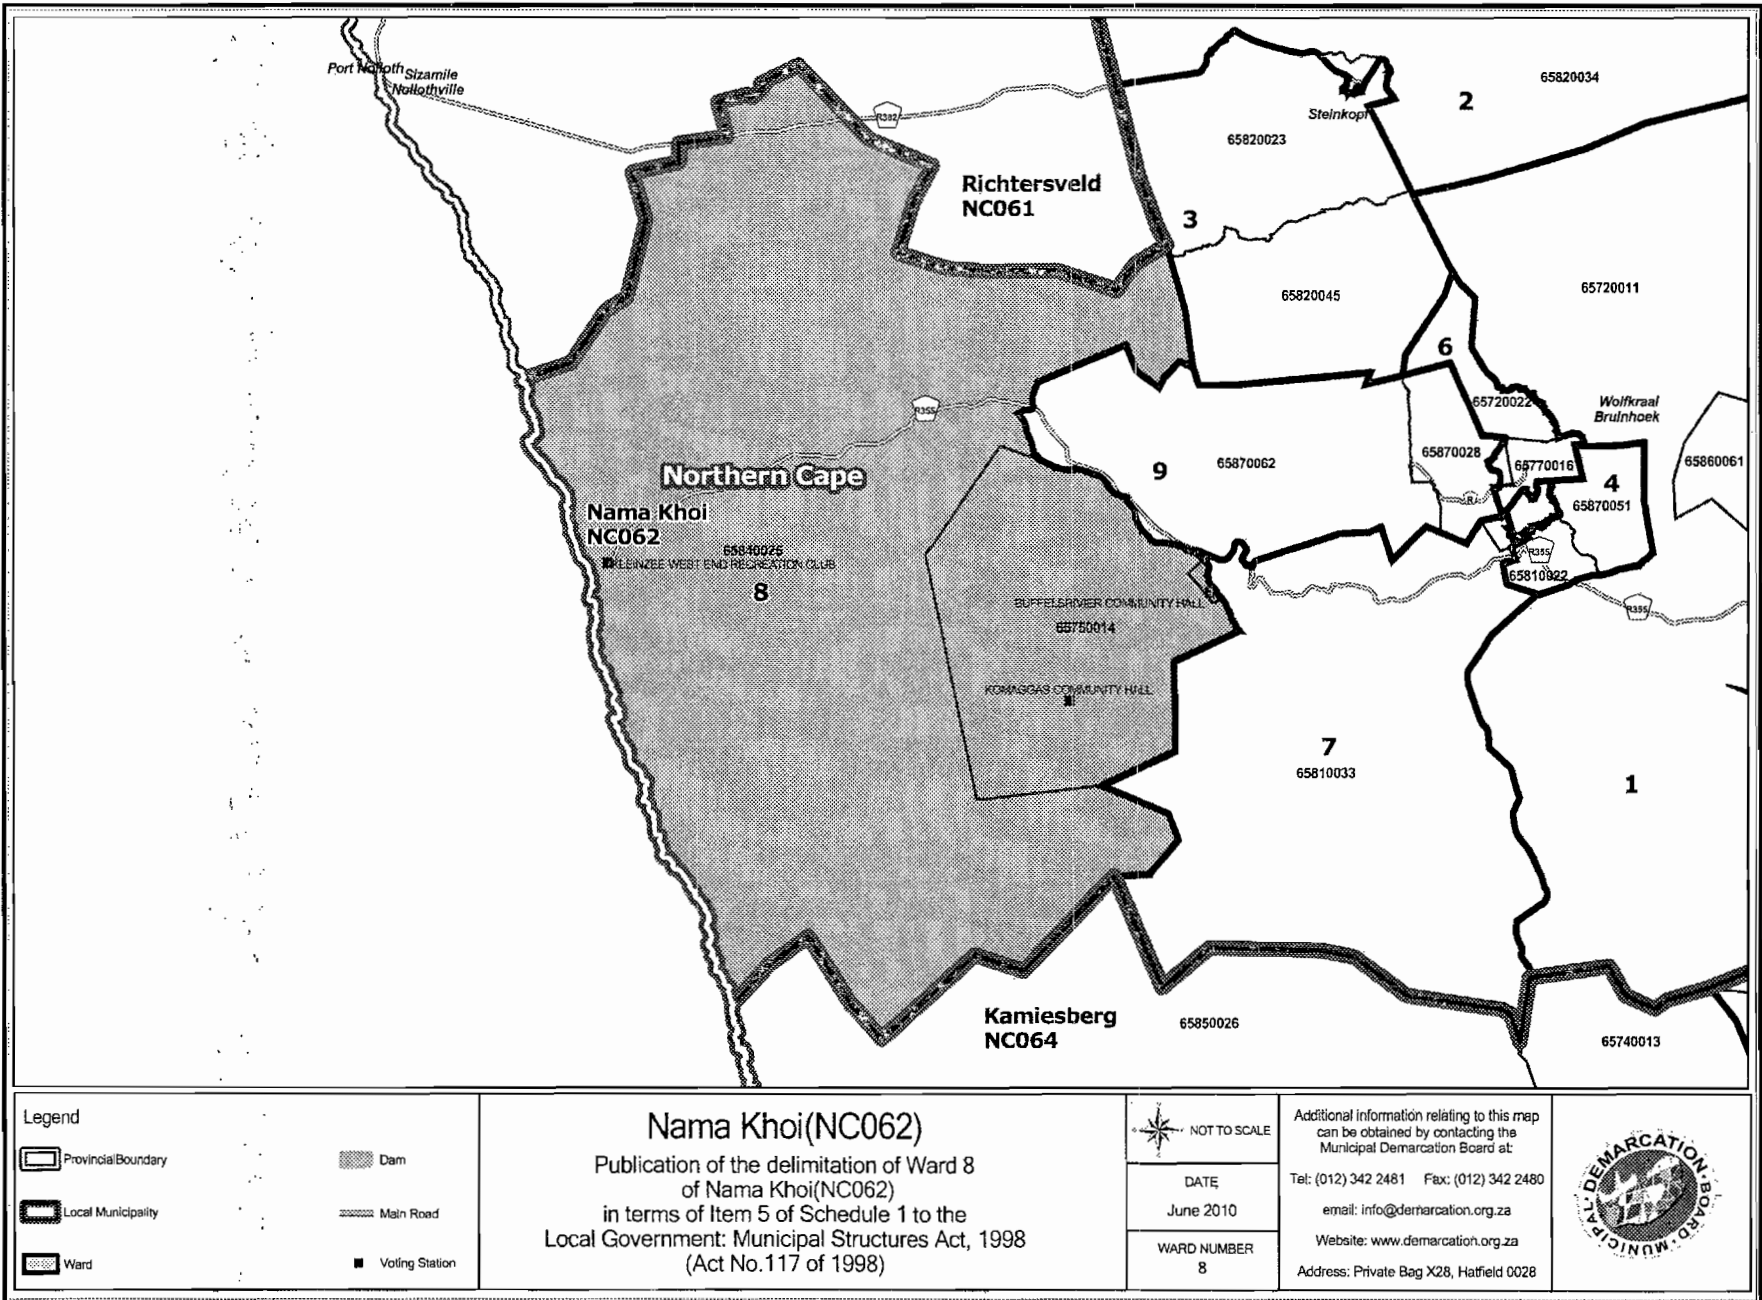 Port Nolloth
Sizamile
Nollothville
R382
Steinkopf
2
65820034
65820023
Richtersveld
NC061
3
65820045
65720011
6
65720022
Wolfkraal
Bruinhoek
R355
9
65870062
65870028
65770016
4
65870051
65860061
Northern Cape
Nama Khoi
NC062
65840025
KLEINZEE WEST END RECREATION CLUB
8
R355
65810022
R355
BUFFELSRIVIER COMMUNITY HALL
65750014
KOMAGGAS COMMUNITY HALL
7
65810033
1
Kamiesberg
NC064
65850026
65740013
Legend
ProvincialBoundary
Local Municipality
Ward
Dam
Main Road
Voting Station
Nama Khoi(NC062)
Publication of the delimitation of Ward 8
of Nama Khoi(NC062)
in terms of Item 5 of Schedule 1 to the
Local Government: Municipal Structures Act, 1998
(Act No.117 of 1998)
NOT TO SCALE
DATE
June 2010
WARD NUMBER
8
Additional information relating to this map
can be obtained by contacting the
Municipal Demarcation Board at:
Tel: (012) 342 2481 Fax: (012) 342 2480
email: info@demarcation.org.za
Website: www.demarcation.org.za
Address: Private Bag X28, Hatfield 0028
MUNICIPAL DEMARCATION BOARD